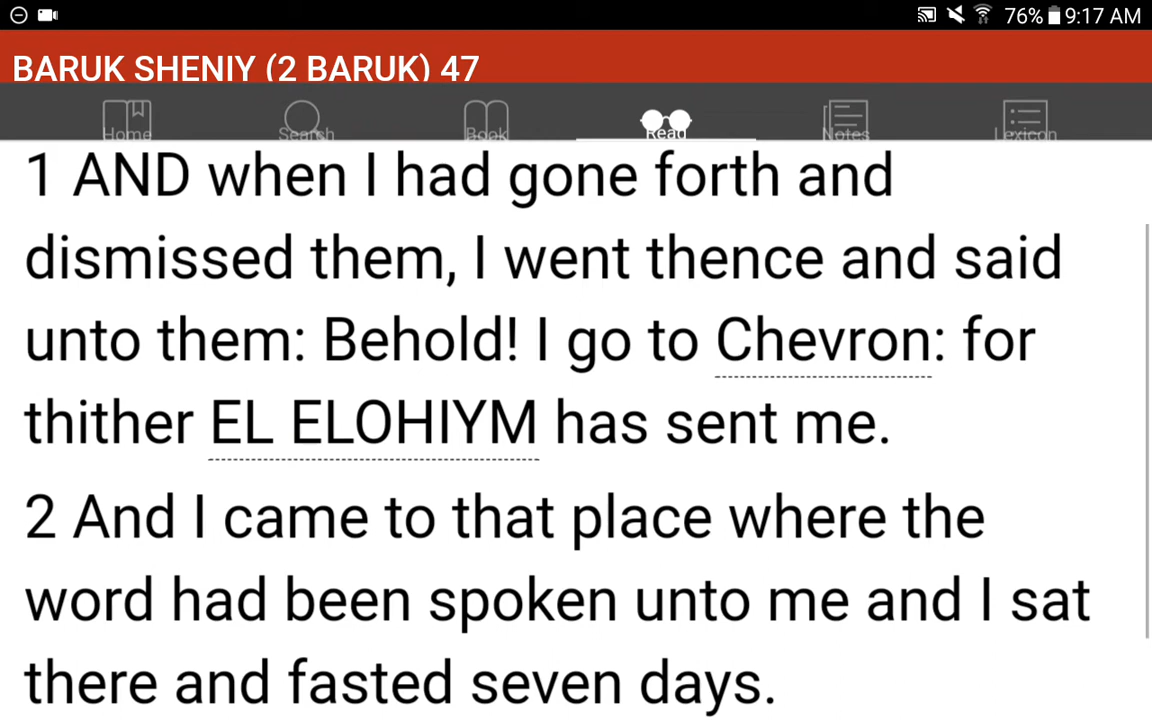 76% 9:17 AM
BARUK SHENIY (2 BARUK) 47
Home Search Book Read Notes Lexicon
1 AND when I had gone forth and
dismissed them, I went thence and said
unto them: Behold! I go to Chevron: for
thither EL ELOHIYM has sent me.
2 And I came to that place where the
word had been spoken unto me and I sat
there and fasted seven days.